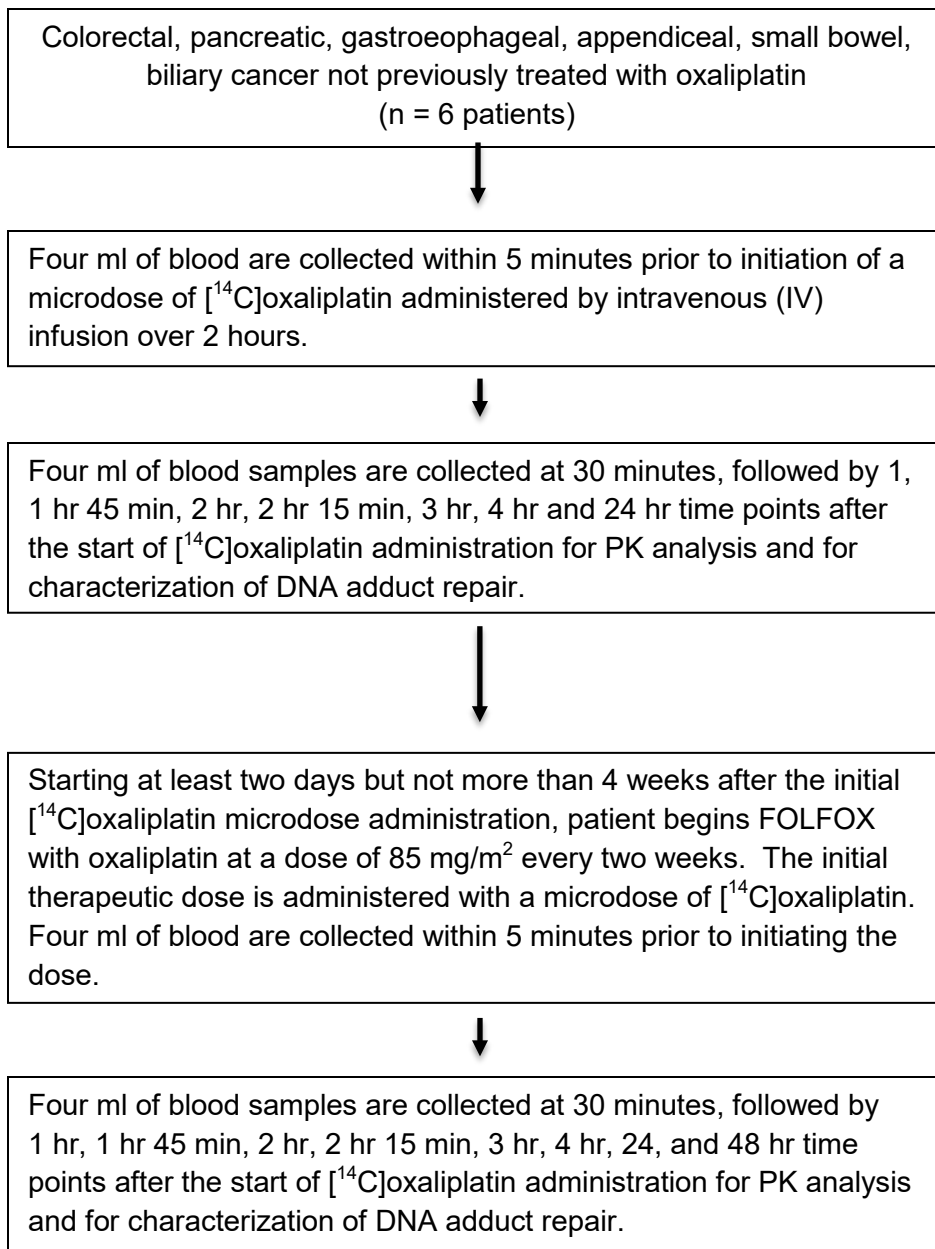 Colorectal, pancreatic, gastroeophageal, appendiceal, small bowel,
biliary cancer not previously treated with oxaliplatin
(n = 6 patients)
Four ml of blood are collected within 5 minutes prior to initiation of a
microdose of [¹⁴C]oxaliplatin administered by intravenous (IV)
infusion over 2 hours.
Four ml of blood samples are collected at 30 minutes, followed by 1,
1 hr 45 min, 2 hr, 2 hr 15 min, 3 hr, 4 hr and 24 hr time points after
the start of [¹⁴C]oxaliplatin administration for PK analysis and for
characterization of DNA adduct repair.
Starting at least two days but not more than 4 weeks after the initial
[¹⁴C]oxaliplatin microdose administration, patient begins FOLFOX
with oxaliplatin at a dose of 85 mg/m² every two weeks.  The initial
therapeutic dose is administered with a microdose of [¹⁴C]oxaliplatin.
Four ml of blood are collected within 5 minutes prior to initiating the
dose.
Four ml of blood samples are collected at 30 minutes, followed by
1 hr, 1 hr 45 min, 2 hr, 2 hr 15 min, 3 hr, 4 hr, 24, and 48 hr time
points after the start of [¹⁴C]oxaliplatin administration for PK analysis
and for characterization of DNA adduct repair.